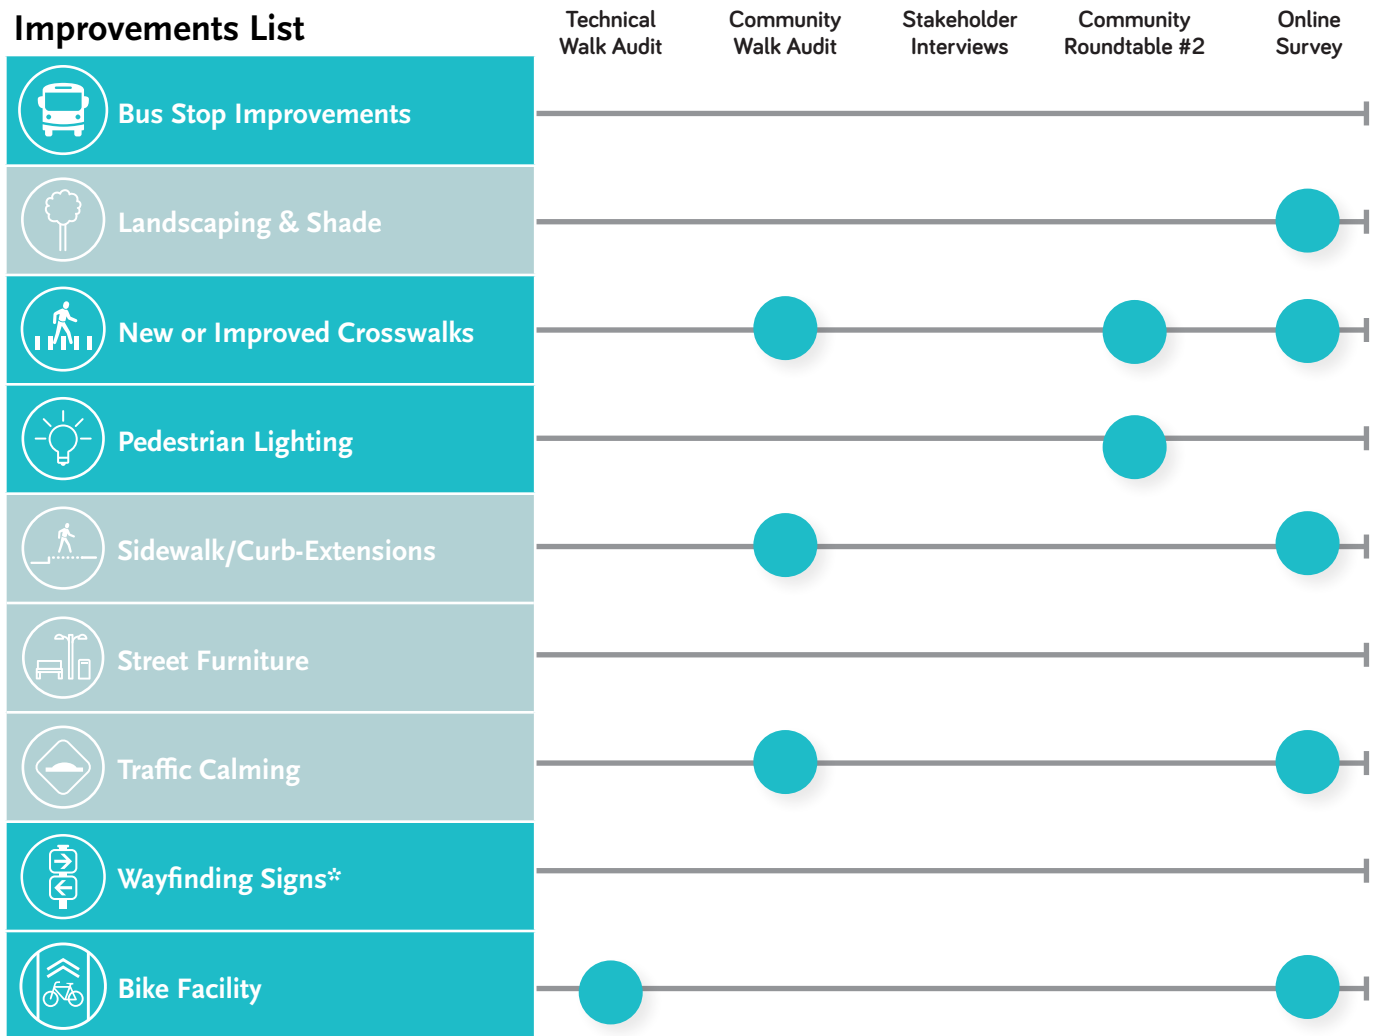 Improvements List
Technical
Walk Audit
Community
Walk Audit
Stakeholder
Interviews
Community
Roundtable #2
Online
Survey
Bus Stop Improvements
Landscaping & Shade
New or Improved Crosswalks
Pedestrian Lighting
Sidewalk/Curb-Extensions
Street Furniture
Traffic Calming
Wayfinding Signs*
Bike Facility